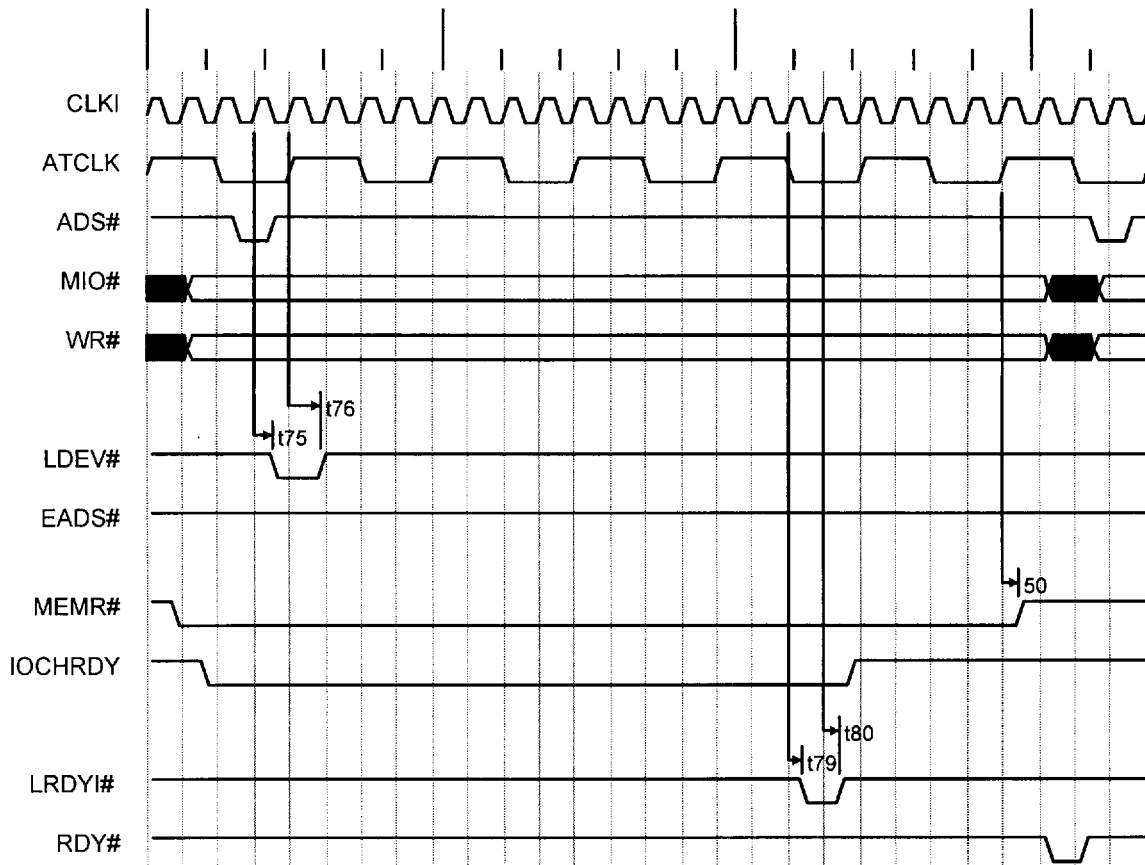 CLKI
ATCLK
ADS#
MIO#
WR#
t76
t75
LDEV#
EADS#
50
MEMR#
IOCHRDY
t80
t79
LRDYI#
RDY#